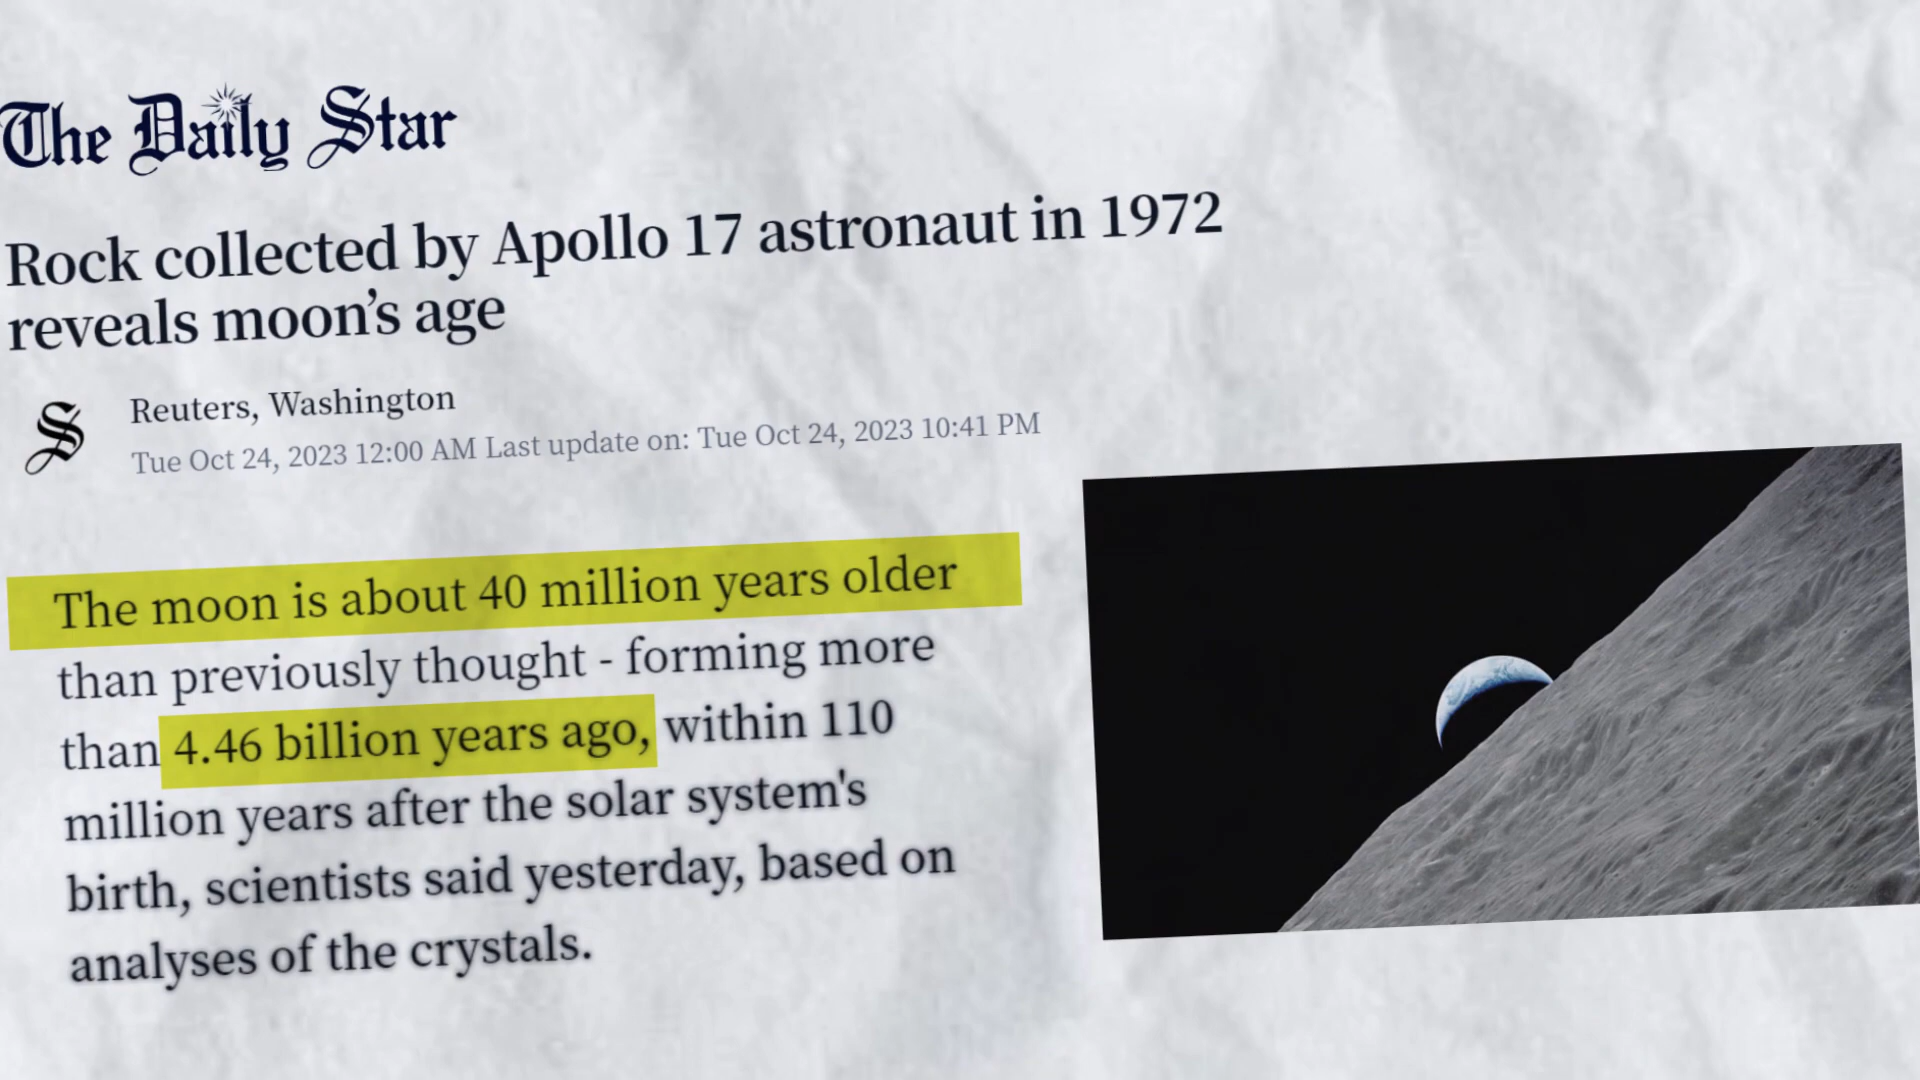 The Daily Star
Rock collected by Apollo 17 astronaut in 1972
reveals moon’s age
S
Reuters, Washington
Tue Oct 24, 2023 12:00 AM Last update on: Tue Oct 24, 2023 10:41 PM
The moon is about 40 million years older
than previously thought - forming more
than 4.46 billion years ago, within 110
million years after the solar system's
birth, scientists said yesterday, based on
analyses of the crystals.